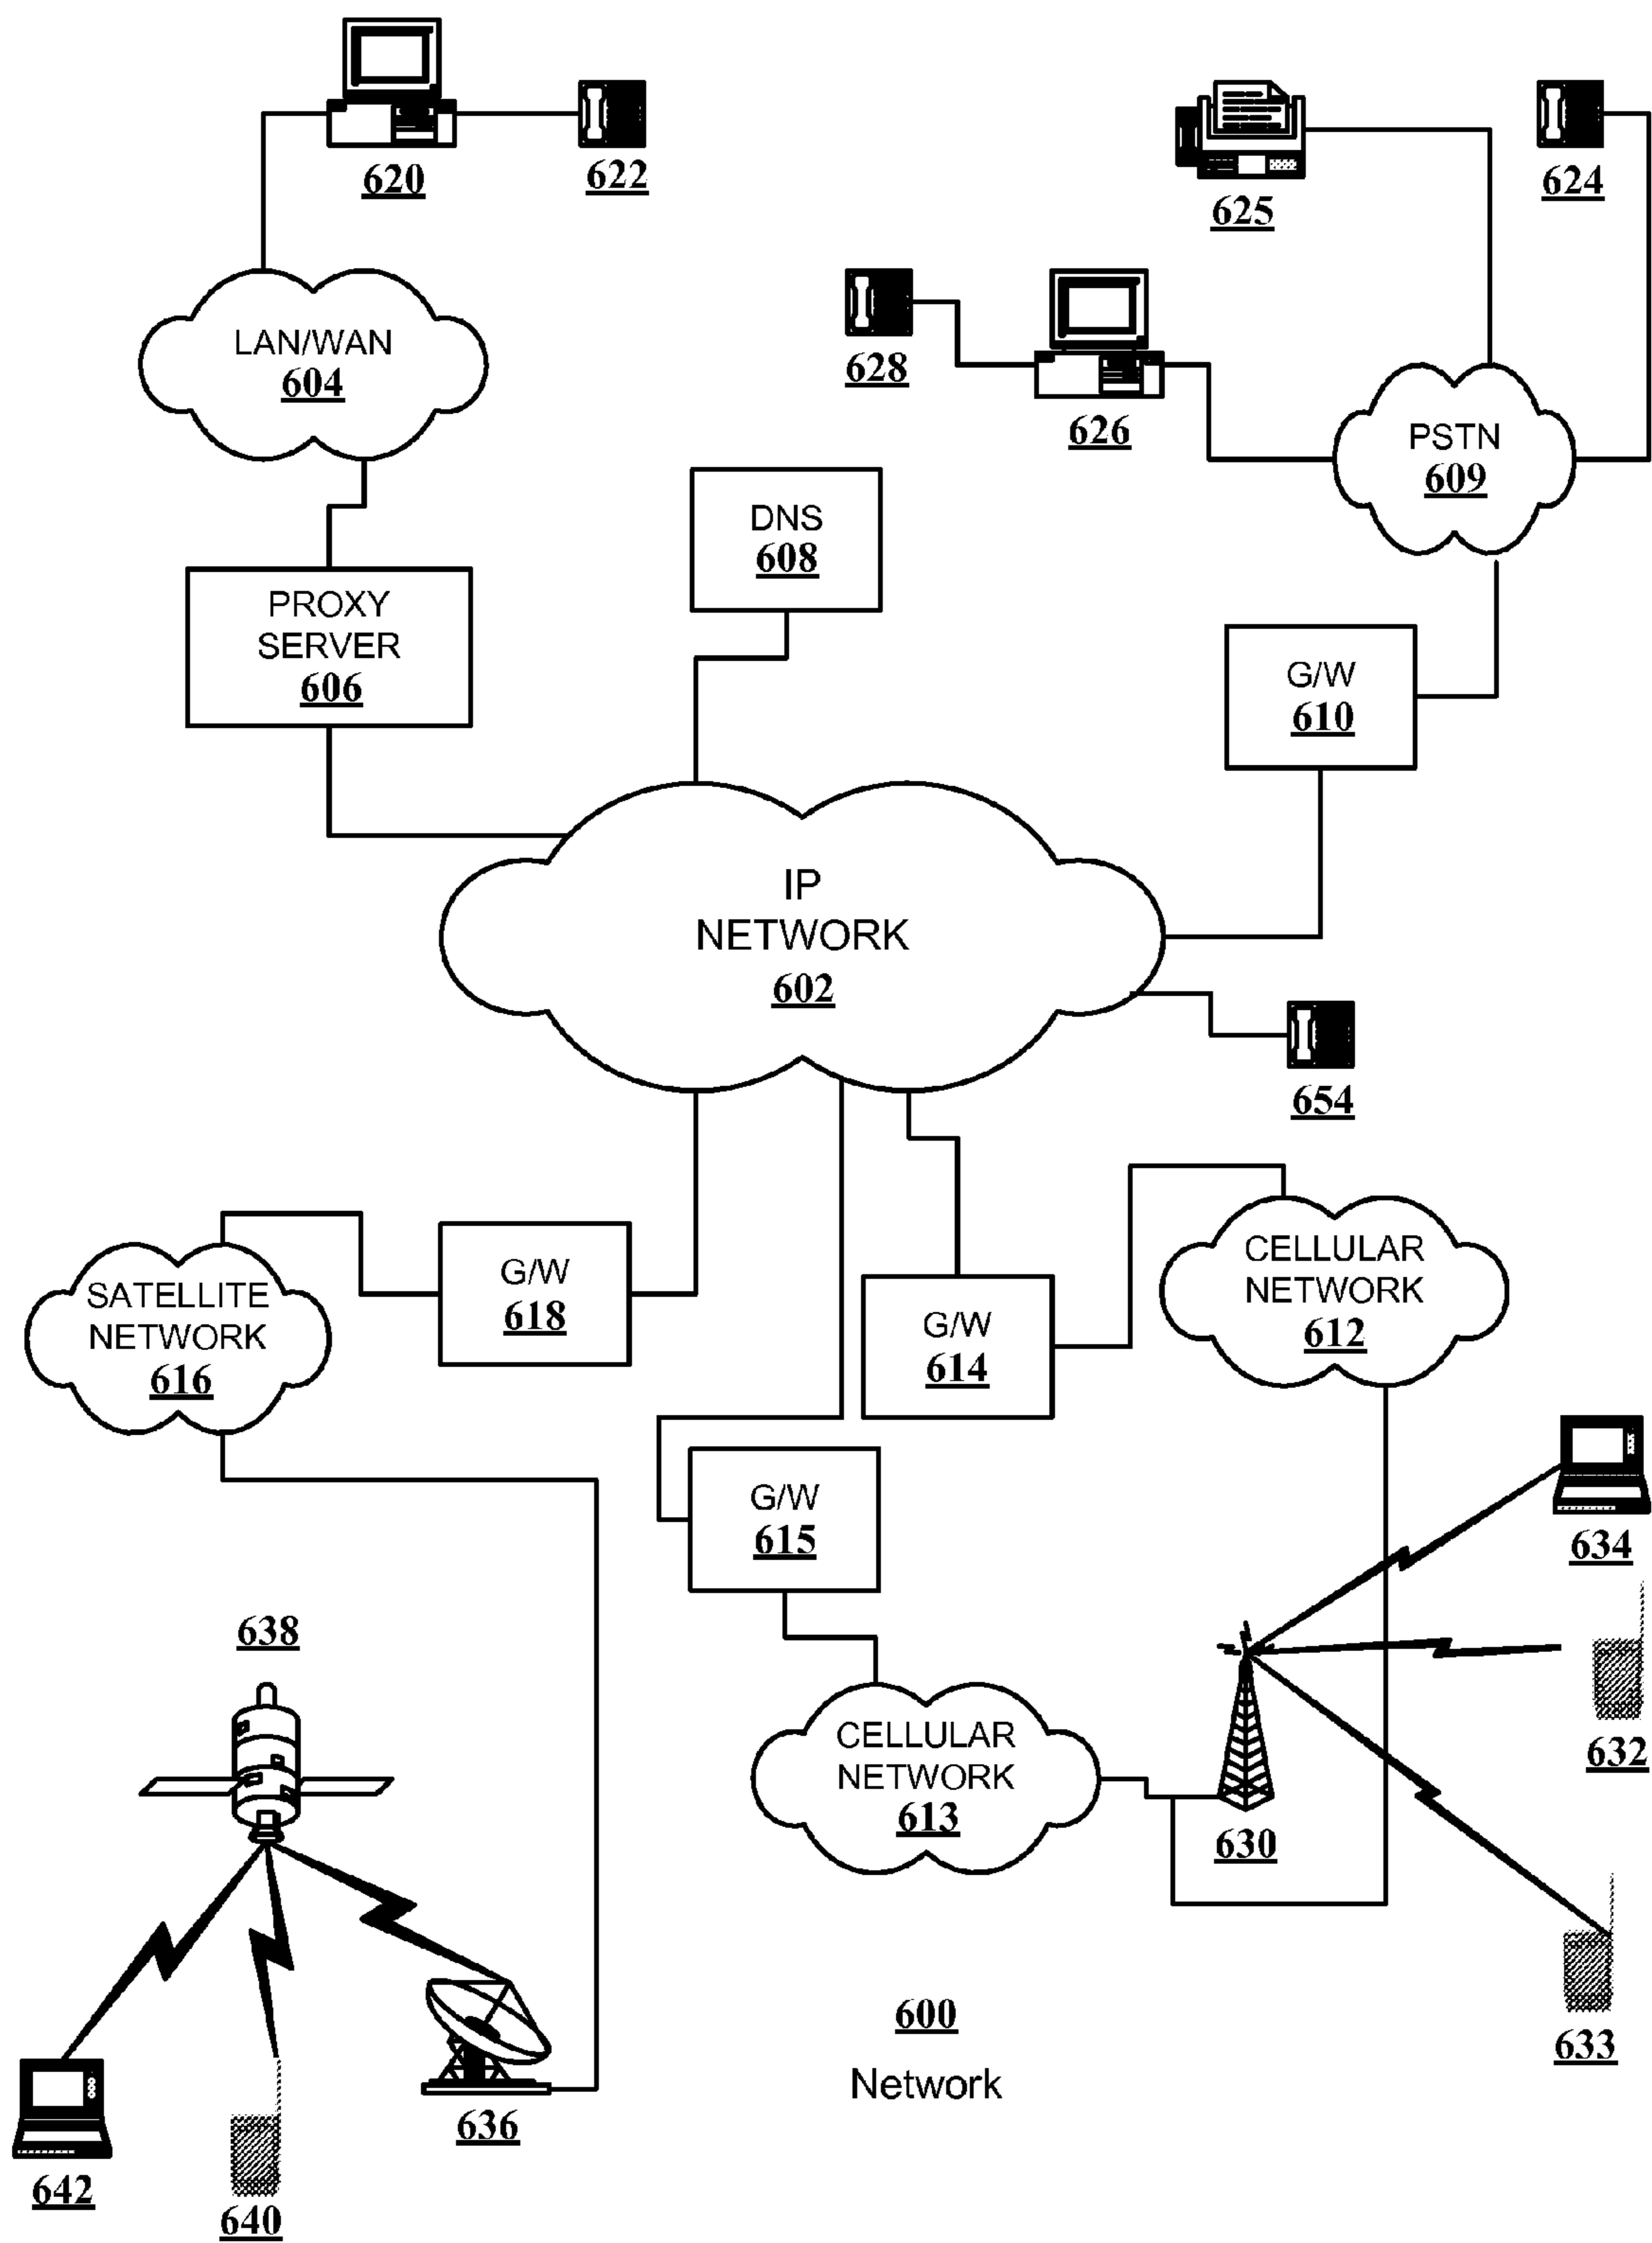 620
622
625
624
LAN/WAN
604
628
626
PSTN
609
DNS
608
PROXY
SERVER
606
G/W
610
IP
NETWORK
602
654
SATELLITE
NETWORK
616
G/W
618
G/W
614
CELLULAR
NETWORK
612
G/W
615
634
638
632
CELLULAR
NETWORK
613
630
600
Network
633
636
642
640